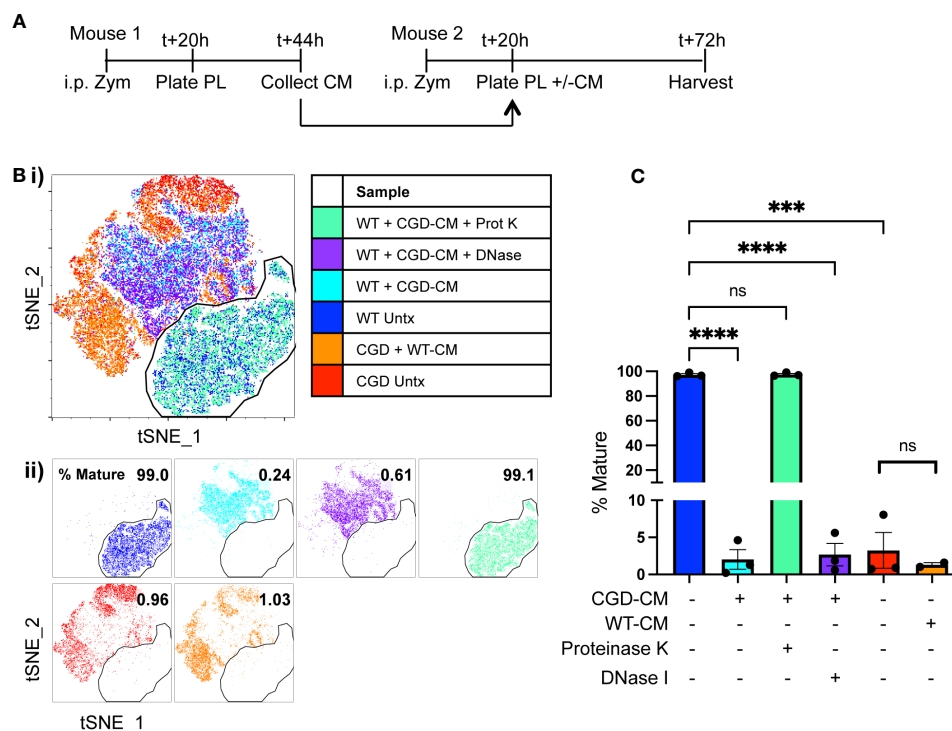 A
Mouse 1
t+20h
t+44h
Mouse 2
t+20h
t+72h
i.p. Zym
Plate PL
Collect CM
i.p. Zym
Plate PL +/-CM
Harvest
B i)
tSNE_2
tSNE_1
Sample
WT + CGD-CM + Prot K
WT + CGD-CM + DNase
WT + CGD-CM
WT Untx
CGD + WT-CM
CGD Untx
ii)
% Mature 99.0
0.24
0.61
99.1
0.96
1.03
tSNE_2
tSNE_1
C
***
****
ns
****
ns
% Mature
100
80
60
40
20
10
5
0
CGD-CM - + + + - -
WT-CM - - - - - +
Proteinase K - - + - - -
DNase I - - - + - -